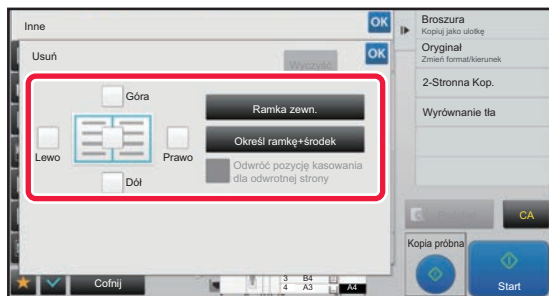 Inne
OK
Usuń
Wyczyść
OK
Góra
Lewo
Prawo
Dół
Ramka zewn.
Określ ramkę+środek
Odwróć pozycję kasowania
dla odwrotnej strony
Cofnij
3 B4
4 A3
A4
Broszura
Kopiuj jako ulotkę
Oryginał
Zmień format/kierunek
2-Stronna Kop.
Wyrównanie tła
CA
Kopia próbna
Start